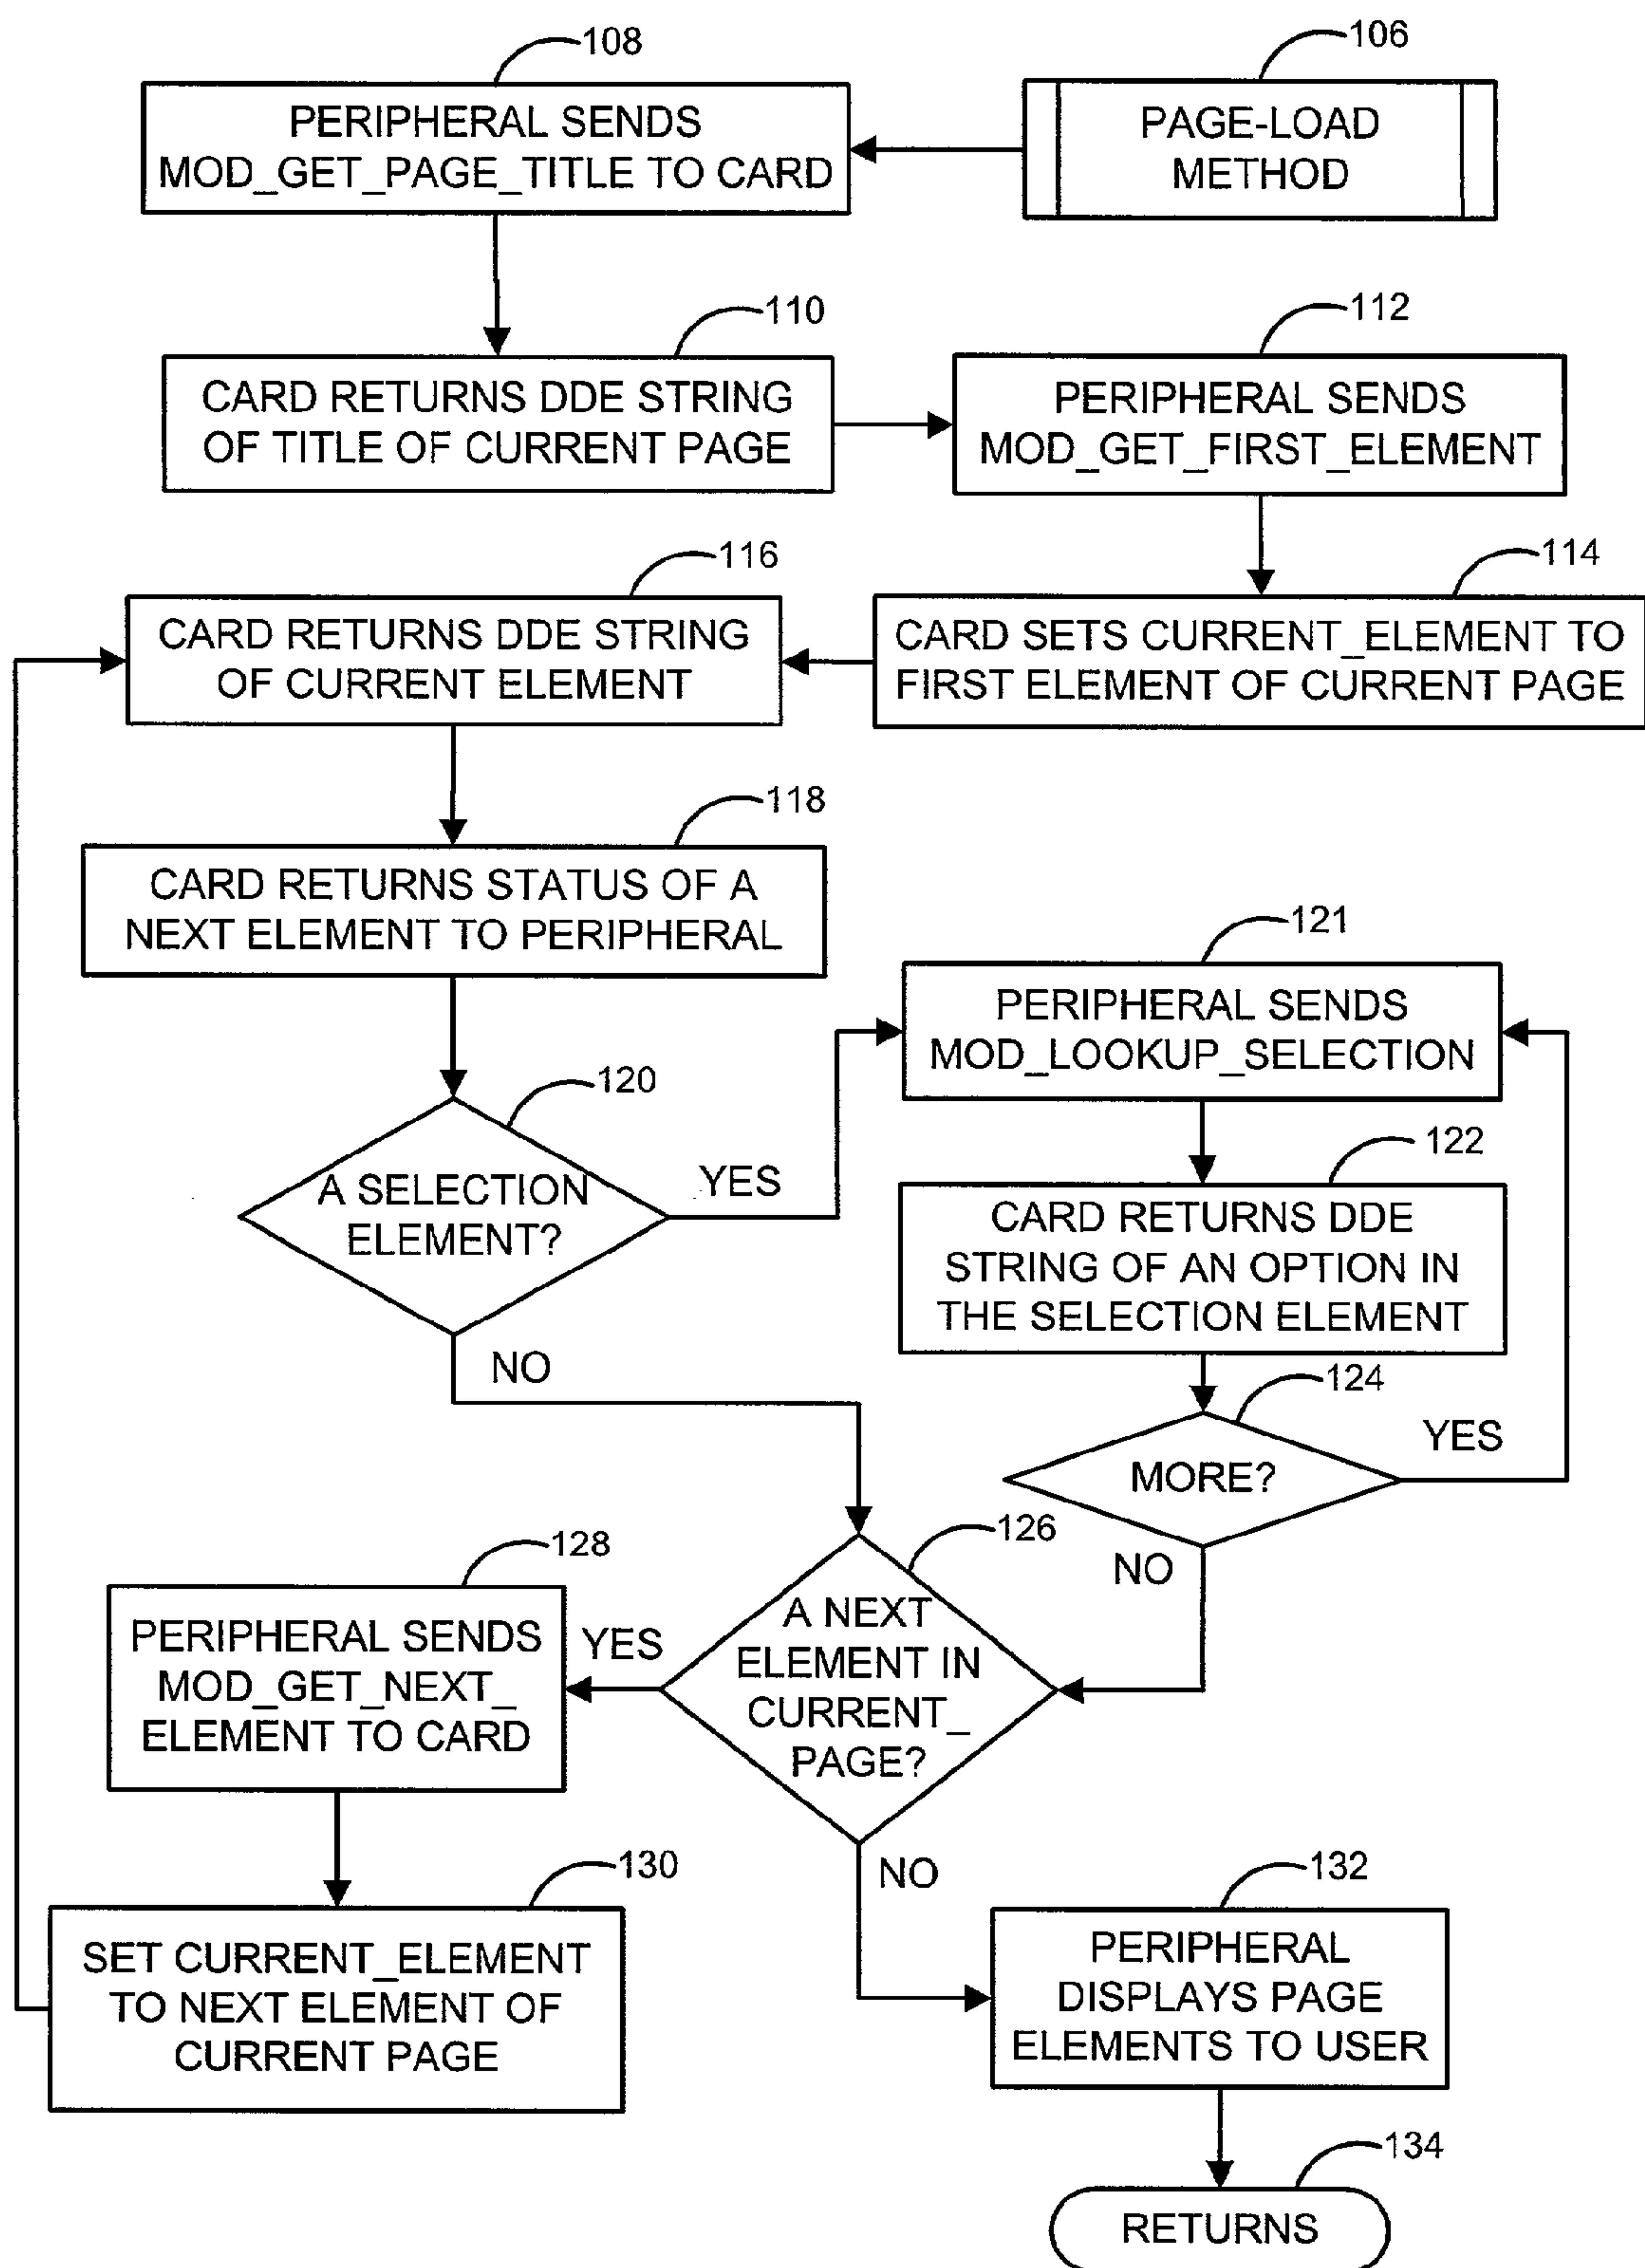 108
106
PERIPHERAL SENDS
MOD_GET_PAGE_TITLE TO CARD
PAGE-LOAD
METHOD
110
112
CARD RETURNS DDE STRING
OF TITLE OF CURRENT PAGE
PERIPHERAL SENDS
MOD_GET_FIRST_ELEMENT
116
114
CARD RETURNS DDE STRING
OF CURRENT ELEMENT
CARD SETS CURRENT_ELEMENT TO
FIRST ELEMENT OF CURRENT PAGE
118
CARD RETURNS STATUS OF A
NEXT ELEMENT TO PERIPHERAL
121
PERIPHERAL SENDS
MOD_LOOKUP_SELECTION
120
A SELECTION
ELEMENT?
YES
NO
122
CARD RETURNS DDE
STRING OF AN OPTION IN
THE SELECTION ELEMENT
124
MORE?
YES
NO
126
A NEXT
ELEMENT IN
CURRENT_
PAGE?
YES
NO
128
PERIPHERAL SENDS
MOD_GET_NEXT_
ELEMENT TO CARD
130
SET CURRENT_ELEMENT
TO NEXT ELEMENT OF
CURRENT PAGE
132
PERIPHERAL
DISPLAYS PAGE
ELEMENTS TO USER
134
RETURNS